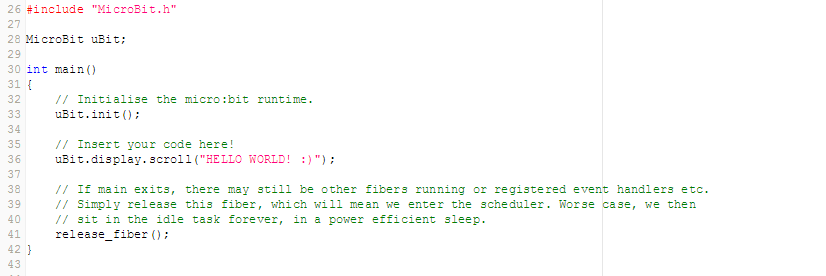 26 #include "MicroBit.h"
27
28 MicroBit uBit;
29
30 int main()
31 {
32     // Initialise the micro:bit runtime.
33     uBit.init();
34
35     // Insert your code here!
36     uBit.display.scroll("HELLO WORLD! :)");
37
38     // If main exits, there may still be other fibers running or registered event handlers etc.
39     // Simply release this fiber, which will mean we enter the scheduler. Worse case, we then
40     // sit in the idle task forever, in a power efficient sleep.
41     release_fiber();
42 }
43